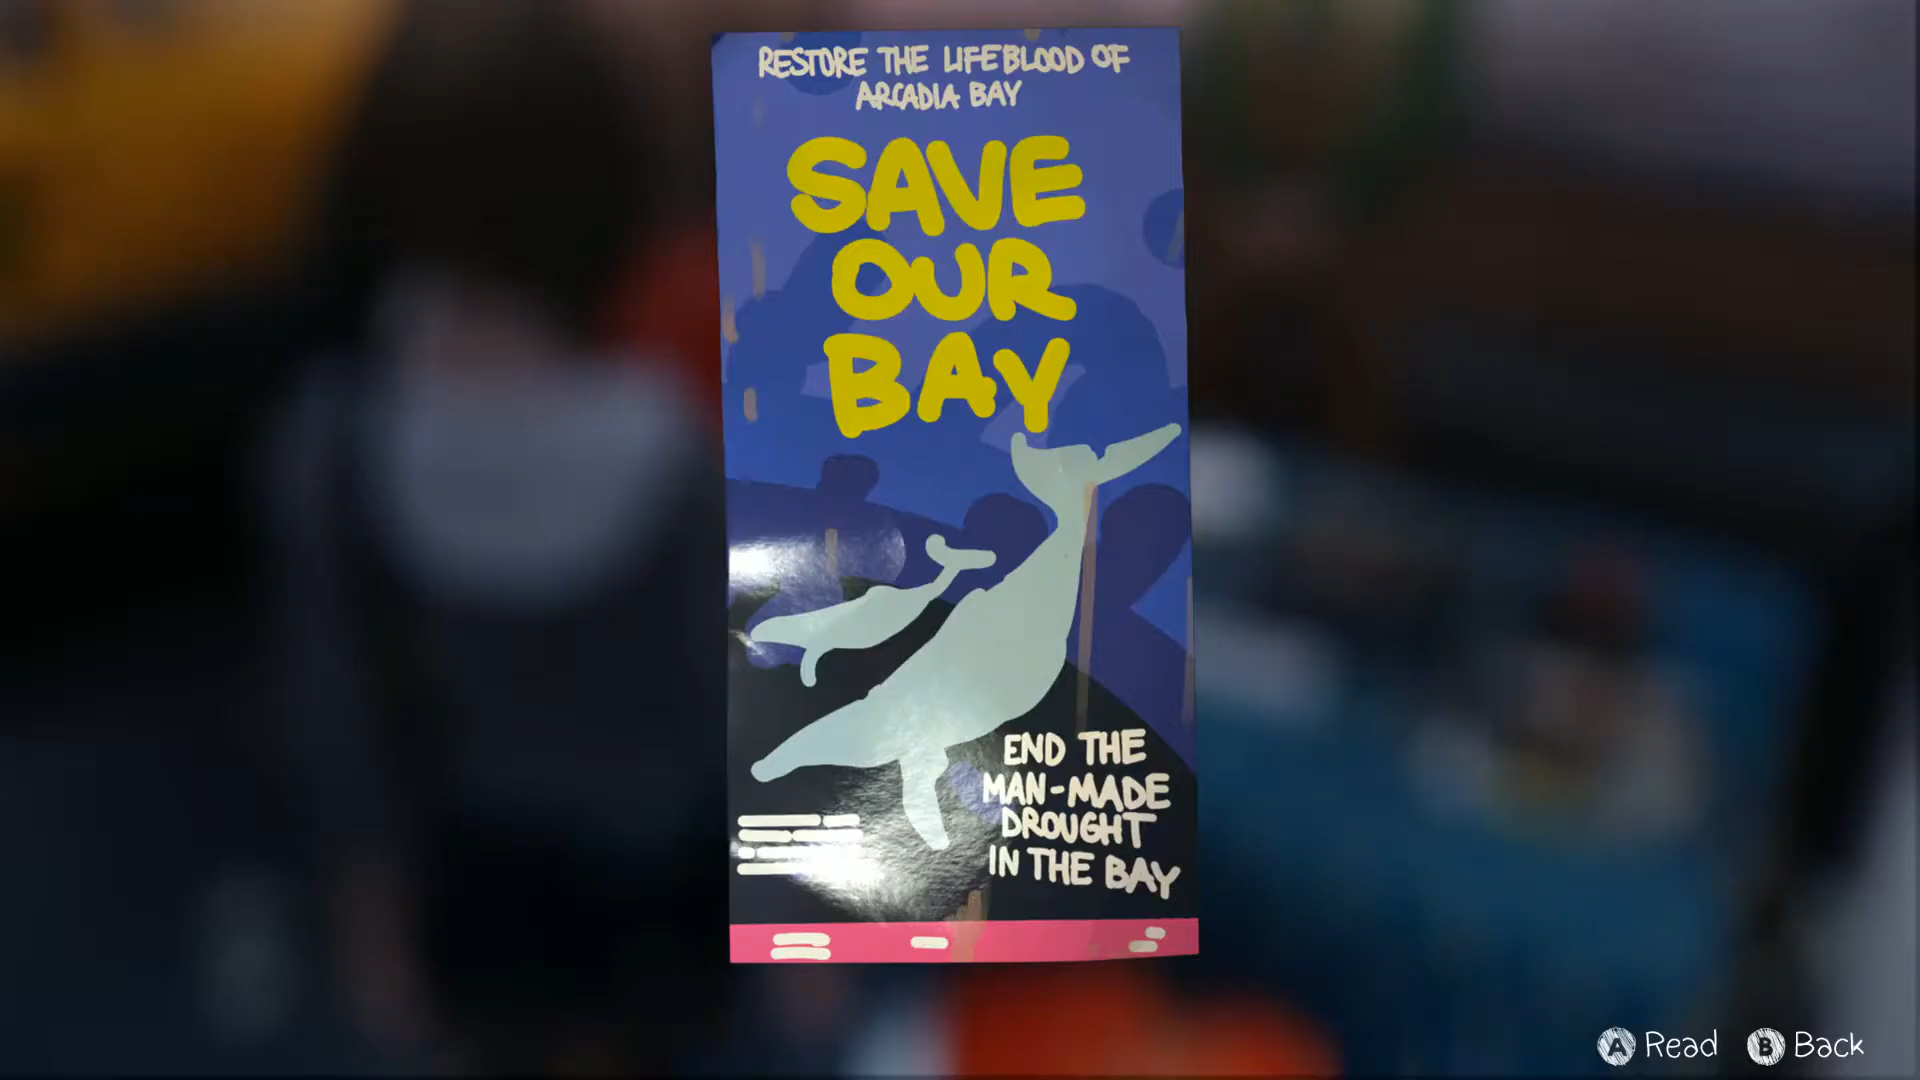 RESTORE THE LIFEBLOOD OF
ARCADIA BAY
SAVE
OUR
BAY
END THE
MAN-MADE
DROUGHT
IN THE BAY
A Read B Back